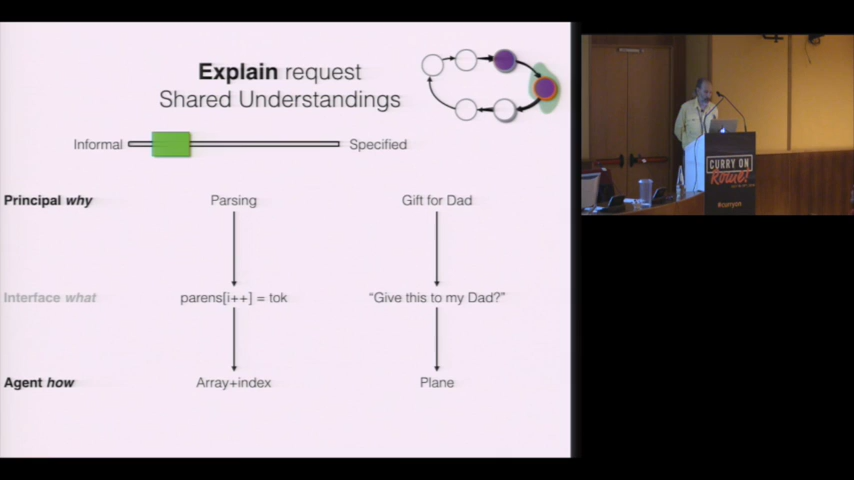 Explain request
Shared Understandings
Informal
Specified
Principal why
Parsing
Gift for Dad
Interface what
parens[i++] = tok
“Give this to my Dad?”
Agent how
Array+index
Plane
CURRY ON
Rome!
#curryon